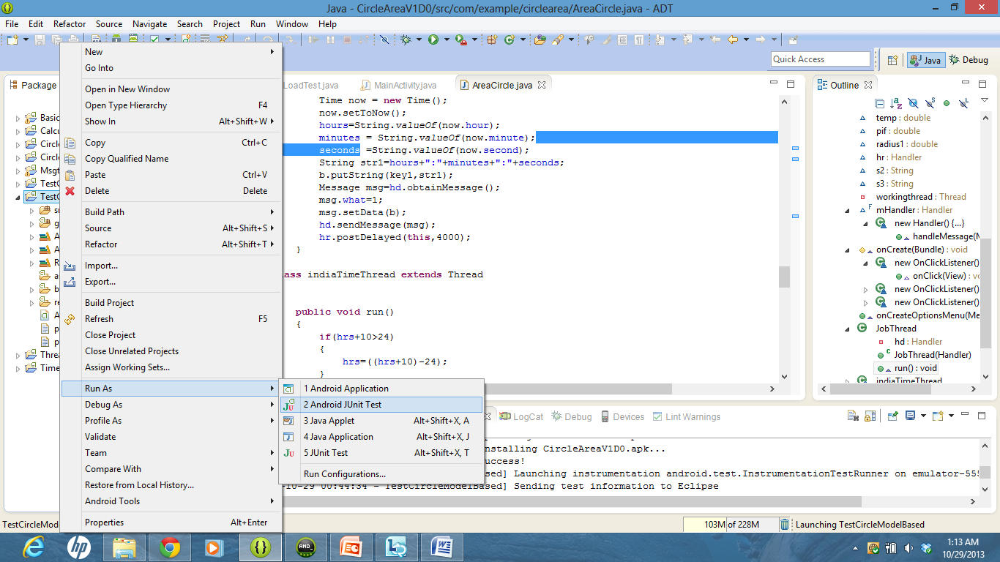 Java - CircleAreaV1D0/src/com/example/circlearea/AreaCircle.java - ADT
File Edit Refactor Source Navigate Search Project Run Window Help
Quick Access
Java
Debug
Package
Basic
Calcu
Circle
Circle
Msgt
TestC
TestC
Threa
Time
TestCircleMode
New
Go Into
Open in New Window
Open Type Hierarchy F4
Show In Alt+Shift+W
Copy Ctrl+C
Copy Qualified Name
Paste Ctrl+V
Delete Delete
Build Path
Source Alt+Shift+S
Refactor Alt+Shift+T
Import...
Export...
Build Project
Refresh F5
Close Project
Close Unrelated Projects
Assign Working Sets...
Run As
Debug As
Profile As
Validate
Team
Compare With
Restore from Local History...
Android Tools
Properties Alt+Enter
1 Android Application
2 Android JUnit Test
3 Java Applet Alt+Shift+X, A
4 Java Application Alt+Shift+X, J
5 JUnit Test Alt+Shift+X, T
Run Configurations...
LoadTest.java
MainActivity.java
AreaCircle.java
Time now = new Time();
now.setToNow();
hours=String.valueOf(now.hour);
minutes = String.valueOf(now.minute);
seconds =String.valueOf(now.second);
String str1=hours+":"+minutes+":"+seconds;
b.putString(key1,str1);
Message msg=hd.obtainMessage();
msg.what=1;
msg.setData(b);
hd.sendMessage(msg);
hr.postDelayed(this,4000);
}
ass indiaTimeThread extends Thread
public void run()
{
if(hrs+10>24)
{
hrs=((hrs+10)-24);
}
Outline
temp : double
pif : double
radius1 : double
hr : Handler
s2 : String
s3 : String
workingthread : Thread
mHandler : Handler
new Handler() {...}
handleMessage(M
onCreate(Bundle) : void
new OnClickListener()
onClick(View) : vo
new OnClickListener()
new OnClickListener()
onCreateOptionsMenu(Me
JobThread
hd : Handler
JobThread(Handler)
run() : void
indiaTimeThread
LogCat
Debug
Devices
Lint Warnings
nstalling CircleAreaV1D0.apk...
uccess!
sed] Launching instrumentation android.test.InstrumentationTestRunner on emulator-555
-10-29 00:44:34 - TestCircleModelBased] Sending test information to Eclipse
103M of 228M
Launching TestCircleModelBased
1:13 AM
10/29/2013